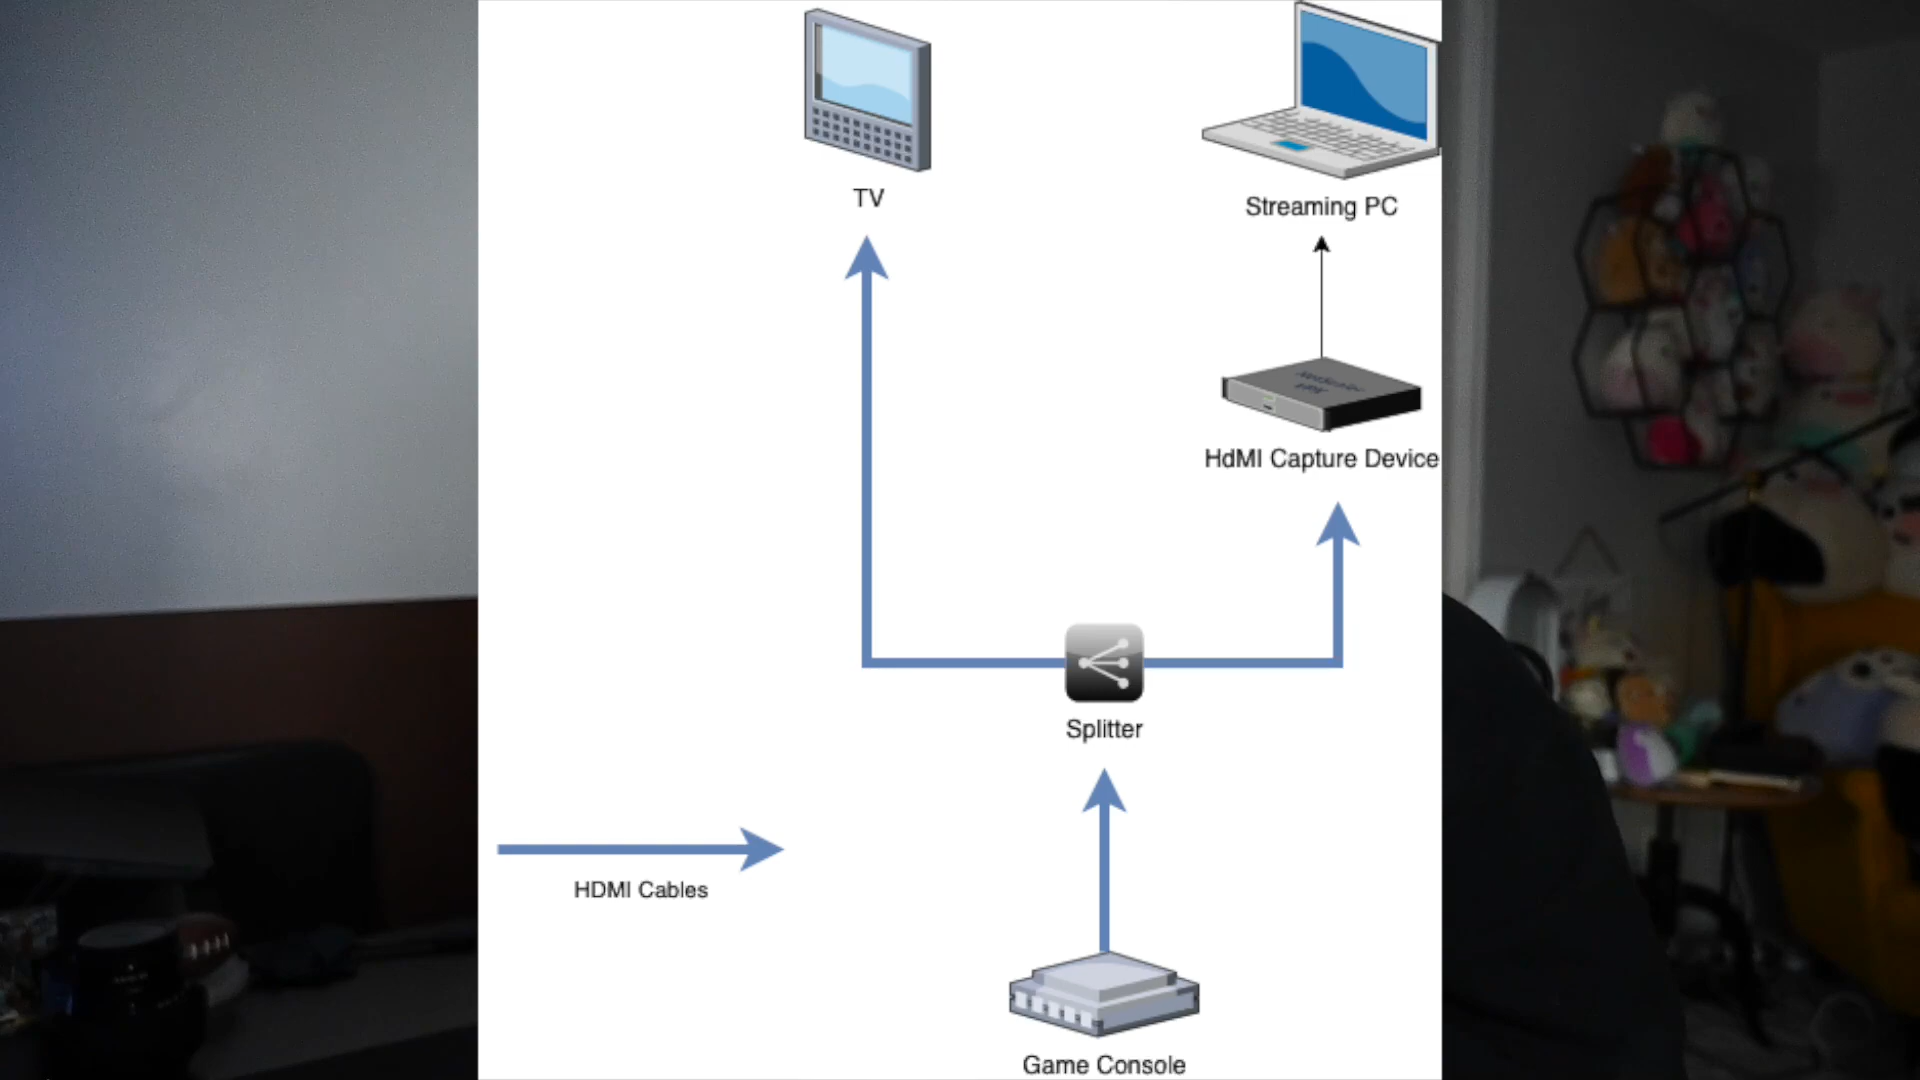 TV
Streaming PC
HdMI Capture Device
Splitter
HDMI Cables
Game Console